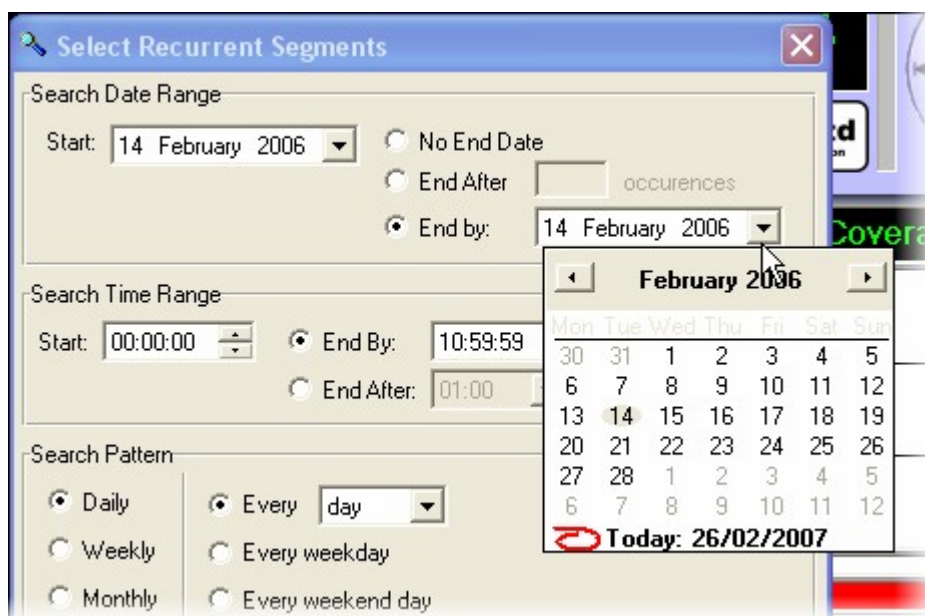 Select Recurrent Segments
Search Date Range
Start: 14 February 2006
No End Date
End After occurences
End by: 14 February 2006
February 2006
Mon Tue Wed Thu Fri Sat Sun
30 31 1 2 3 4 5
6 7 8 9 10 11 12
13 14 15 16 17 18 19
20 21 22 23 24 25 26
27 28 1 2 3 4 5
6 7 8 9 10 11 12
Today: 26/02/2007
Search Time Range
Start: 00:00:00 End By: 10:59:59
End After: 01:00
Search Pattern
Daily Every day
Weekly Every weekday
Monthly Every weekend day